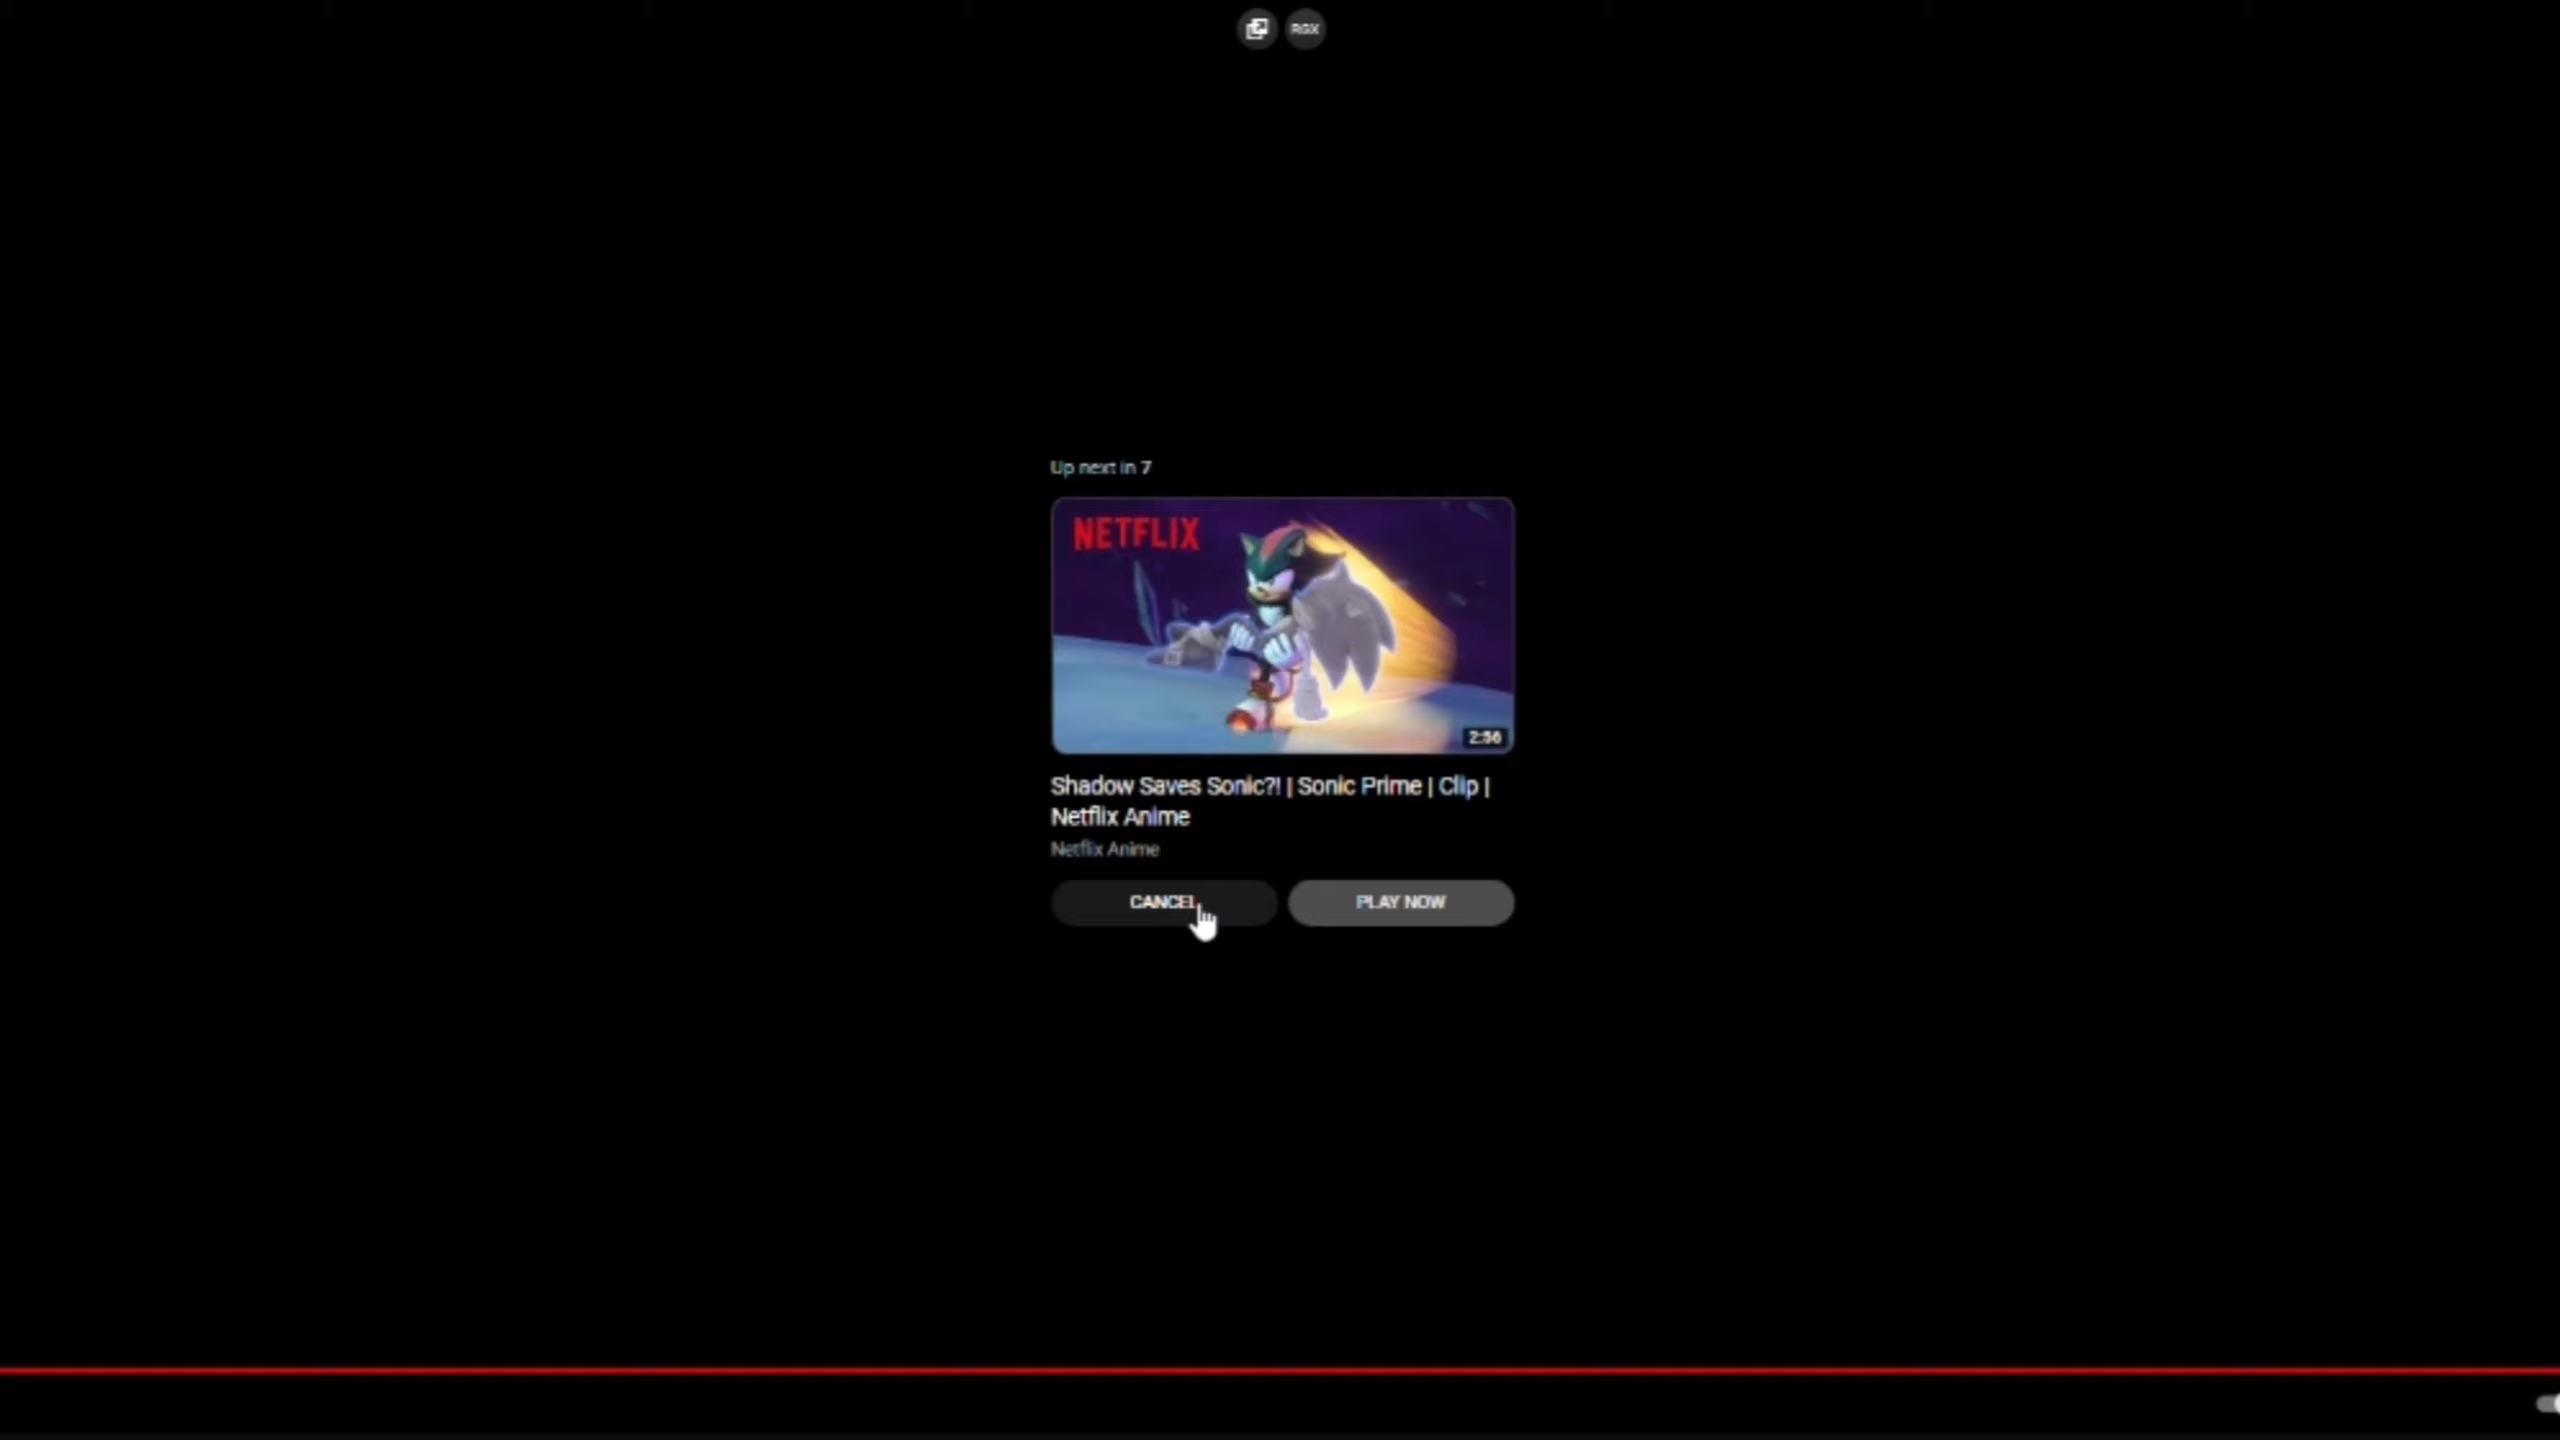 RGX
Up next in 7
NETFLIX
2:56
Shadow Saves Sonic?! | Sonic Prime | Clip |
Netflix Anime
Netflix Anime
CANCEL
PLAY NOW